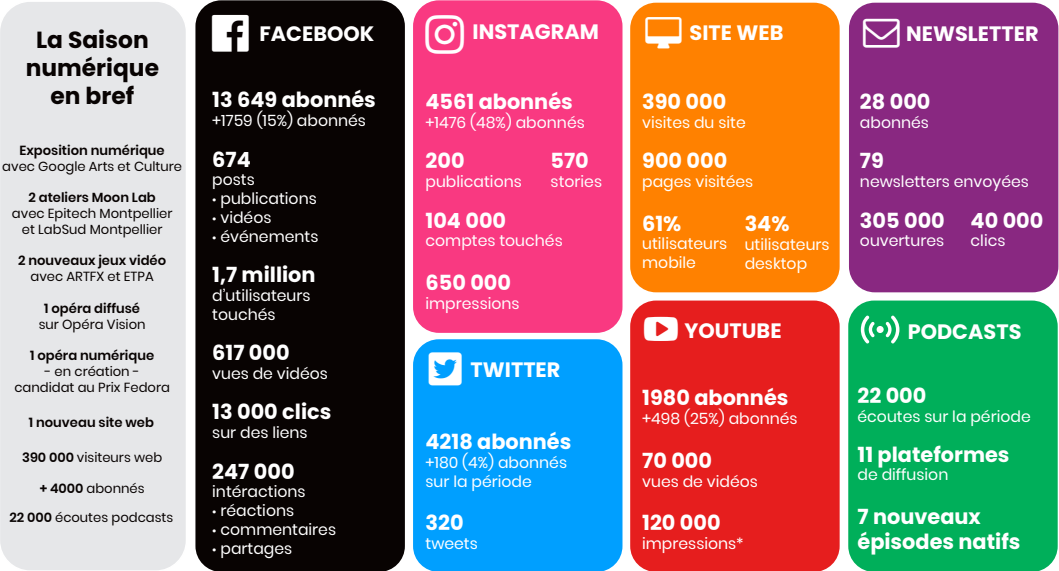 La Saison
numérique
en bref
Exposition numérique
avec Google Arts et Culture
2 ateliers Moon Lab
avec Epitech Montpellier
et LabSud Montpellier
2 nouveaux jeux vidéo
avec ARTFX et ETPA
1 opéra diffusé
sur Opéra Vision
1 opéra numérique
- en création -
candidat au Prix Fedora
1 nouveau site web
390 000 visiteurs web
+ 4000 abonnés
22 000 écoutes podcasts
FACEBOOK
13 649 abonnés
+1759 (15%) abonnés
674
posts
• publications
• vidéos
• événements
1,7 million
d'utilisateurs
touchés
617 000
vues de vidéos
13 000 clics
sur des liens
247 000
intéractions
• réactions
• commentaires
• partages
INSTAGRAM
4561 abonnés
+1476 (48%) abonnés
200 570
publications stories
104 000
comptes touchés
650 000
impressions
TWITTER
4218 abonnés
+180 (4%) abonnés
sur la période
320
tweets
SITE WEB
390 000
visites du site
900 000
pages visitées
61% 34%
utilisateurs utilisateurs
mobile desktop
YOUTUBE
1980 abonnés
+498 (25%) abonnés
70 000
vues de vidéos
120 000
impressions*
NEWSLETTER
28 000
abonnés
79
newsletters envoyées
305 000 40 000
ouvertures clics
PODCASTS
22 000
écoutes sur la période
11 plateformes
de diffusion
7 nouveaux
épisodes natifs